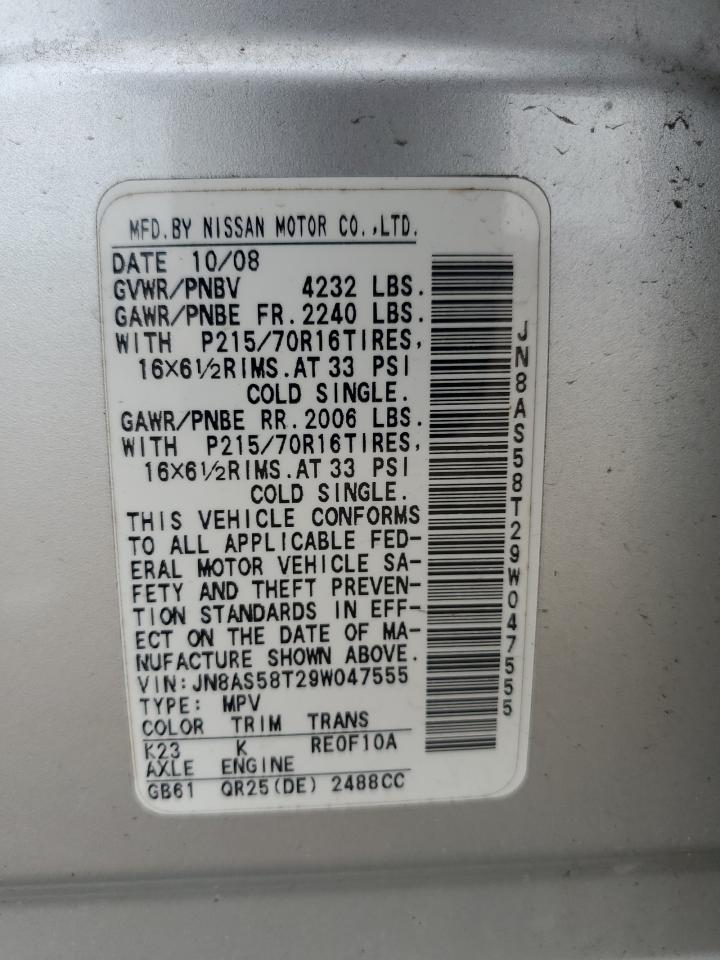 MFD.BY NISSAN MOTOR CO.,LTD.
DATE 10/08
GVWR/PNBV 4232 LBS.
GAWR/PNBE FR.2240 LBS.
WITH P215/70R16TIRES,
16×6½RIMS.AT 33 PSI
COLD SINGLE.
GAWR/PNBE RR.2006 LBS.
WITH P215/70R16TIRES,
16×6½RIMS.AT 33 PSI
COLD SINGLE.
THIS VEHICLE CONFORMS
TO ALL APPLICABLE FED-
ERAL MOTOR VEHICLE SA-
FETY AND THEFT PREVEN-
TION STANDARDS IN EFF-
ECT ON THE DATE OF MA-
NUFACTURE SHOWN ABOVE.
VIN:JN8AS58T29W047555
TYPE: MPV
COLOR TRIM TRANS
K23 K RE0F10A
AXLE ENGINE
GB61 QR25(DE) 2488CC
JN8AS58T29W047555